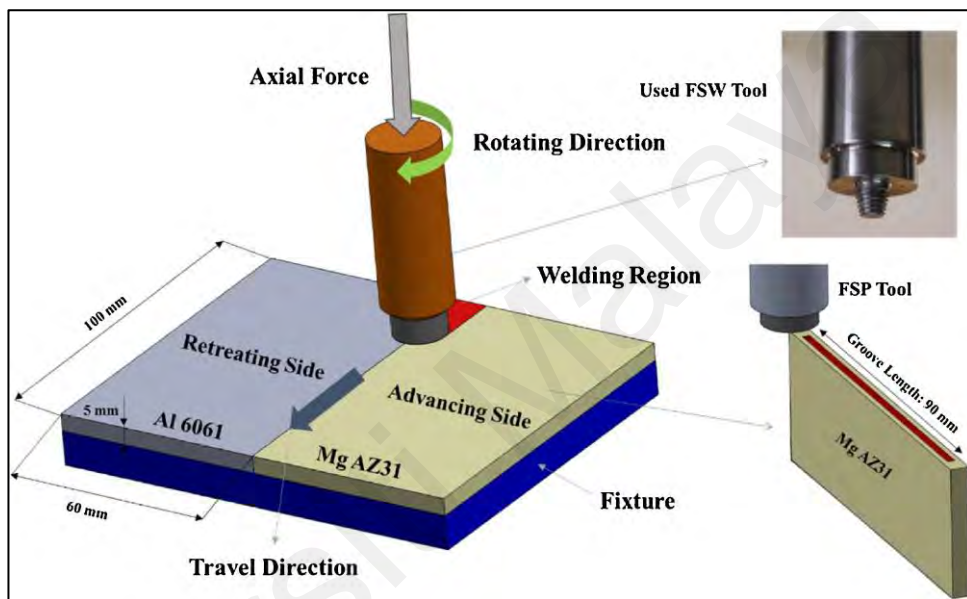 Axial Force
Used FSW Tool
Rotating Direction
Welding Region
FSP Tool
100 mm
Retreating Side
Groove Length: 90 mm
Advancing Side
5 mm
Al 6061
Mg AZ31
Mg AZ31
60 mm
Fixture
Travel Direction